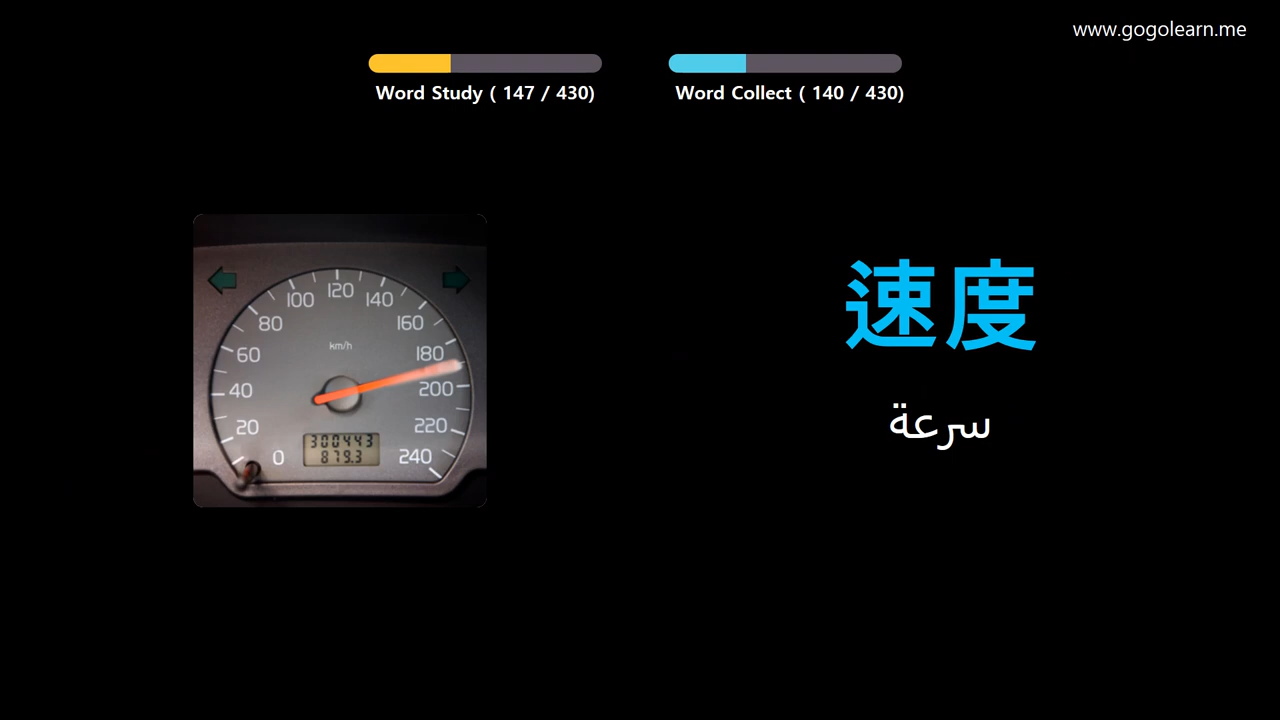 www.gogolearn.me
Word Study ( 147 / 430)
Word Collect ( 140 / 430)
速度
سرعة
0
20
40
60
80
100
120
140
160
180
200
220
240
km/h
300443
879.3